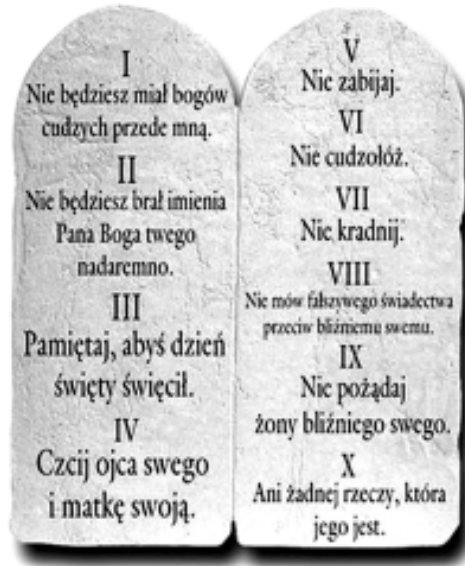 I
Nie będziesz miał bogów
cudzych przede mną.
II
Nie będziesz brał imienia
Pana Boga twego
nadaremno.
III
Pamiętaj, abyś dzień
święty święcił.
IV
Czcij ojca swego
i matkę swoją.
V
Nie zabijaj.
VI
Nie cudzołóż.
VII
Nie kradnij.
VIII
Nie mów fałszywego świadectwa
przeciw bliźniemu swemu.
IX
Nie pożądaj
żony bliźniego swego.
X
Ani żadnej rzeczy, która
jego jest.